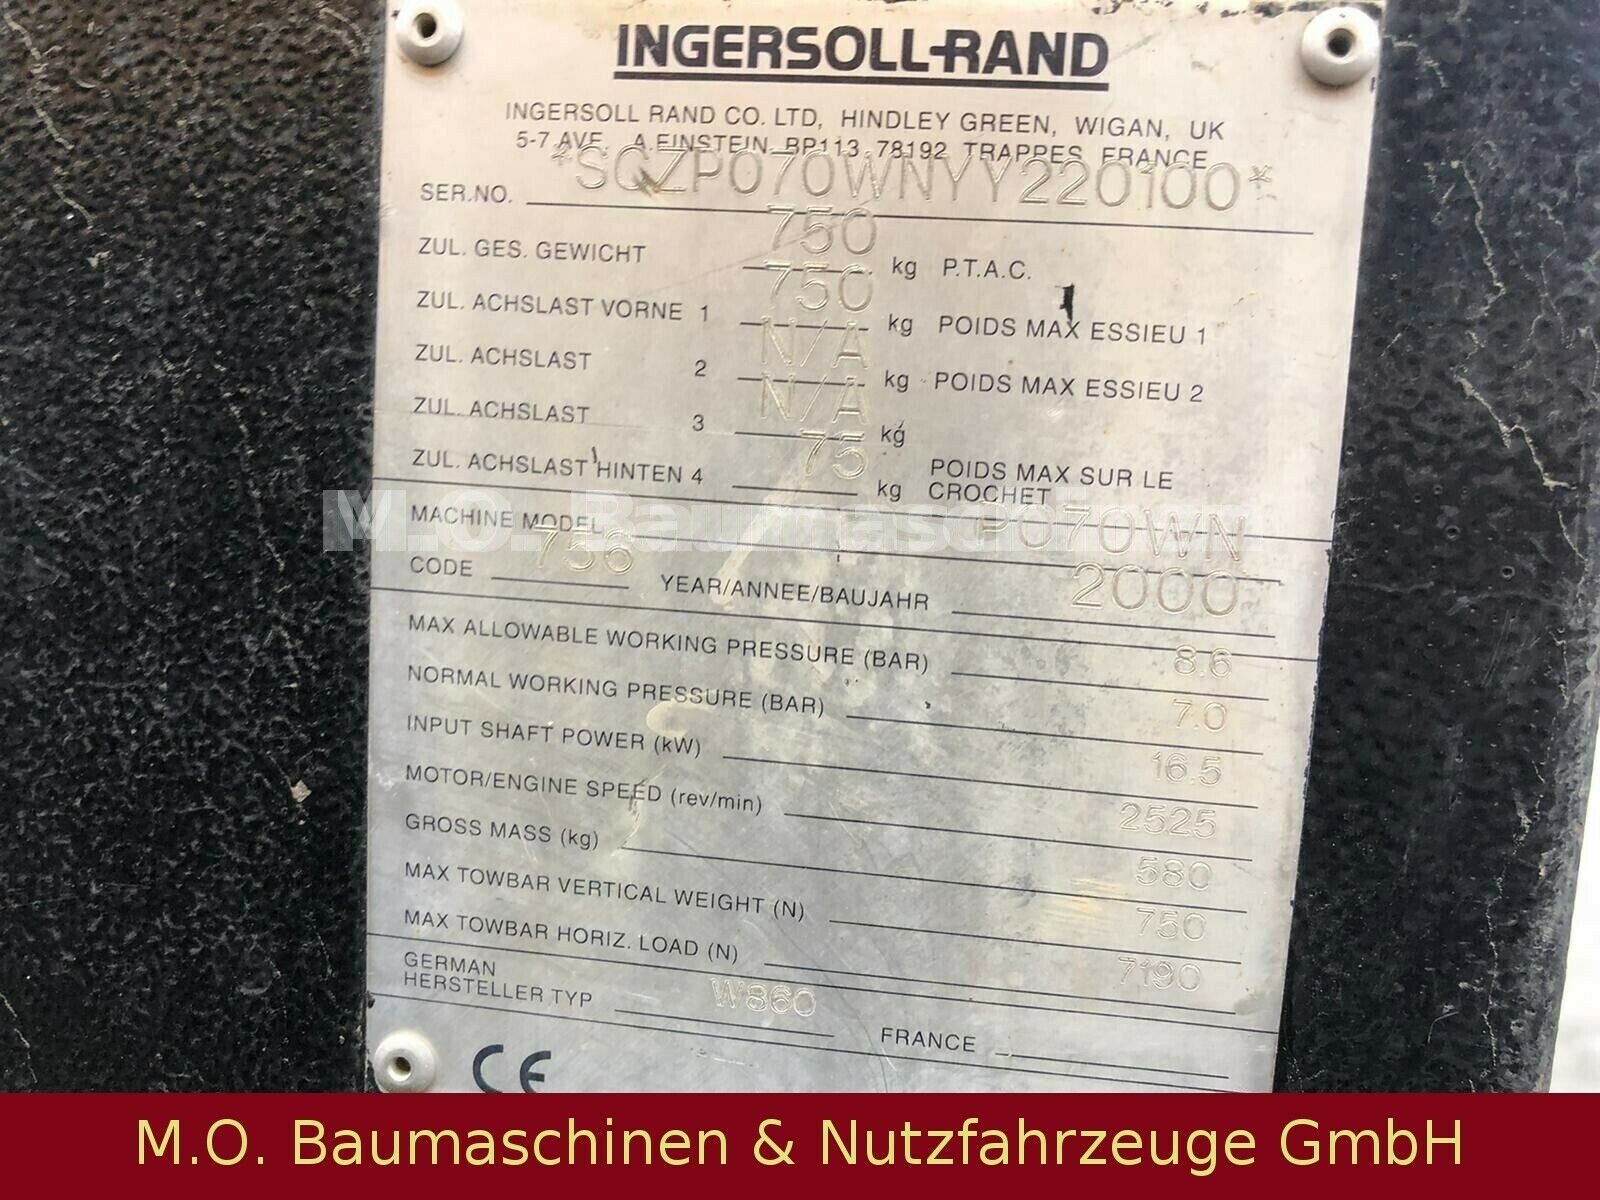 INGERSOLL-RAND
INGERSOLL RAND CO. LTD, HINDLEY GREEN, WIGAN, UK
5-7 AVE. A.EINSTEIN BP113 78192 TRAPPES FRANCE
SER.NO. *SCZP070WNYY220100*
ZUL. GES. GEWICHT 750 kg P.T.A.C.
ZUL. ACHSLAST VORNE 1 750 kg POIDS MAX ESSIEU 1
ZUL. ACHSLAST 2 N/A kg POIDS MAX ESSIEU 2
ZUL. ACHSLAST 3 N/A kg
ZUL. ACHSLAST HINTEN 4 75 kg POIDS MAX SUR LE
CROCHET
MACHINE MODEL P070WN
CODE 756 YEAR/ANNEE/BAUJAHR 2000
MAX ALLOWABLE WORKING PRESSURE (BAR) 8.6
NORMAL WORKING PRESSURE (BAR) 7.0
INPUT SHAFT POWER (kW) 16.5
MOTOR/ENGINE SPEED (rev/min) 2525
GROSS MASS (kg) 580
MAX TOWBAR VERTICAL WEIGHT (N) 750
MAX TOWBAR HORIZ. LOAD (N) 7190
GERMAN
HERSTELLER TYP W860 FRANCE
CE
M.O. Baumaschinen
M.O. Baumaschinen & Nutzfahrzeuge GmbH